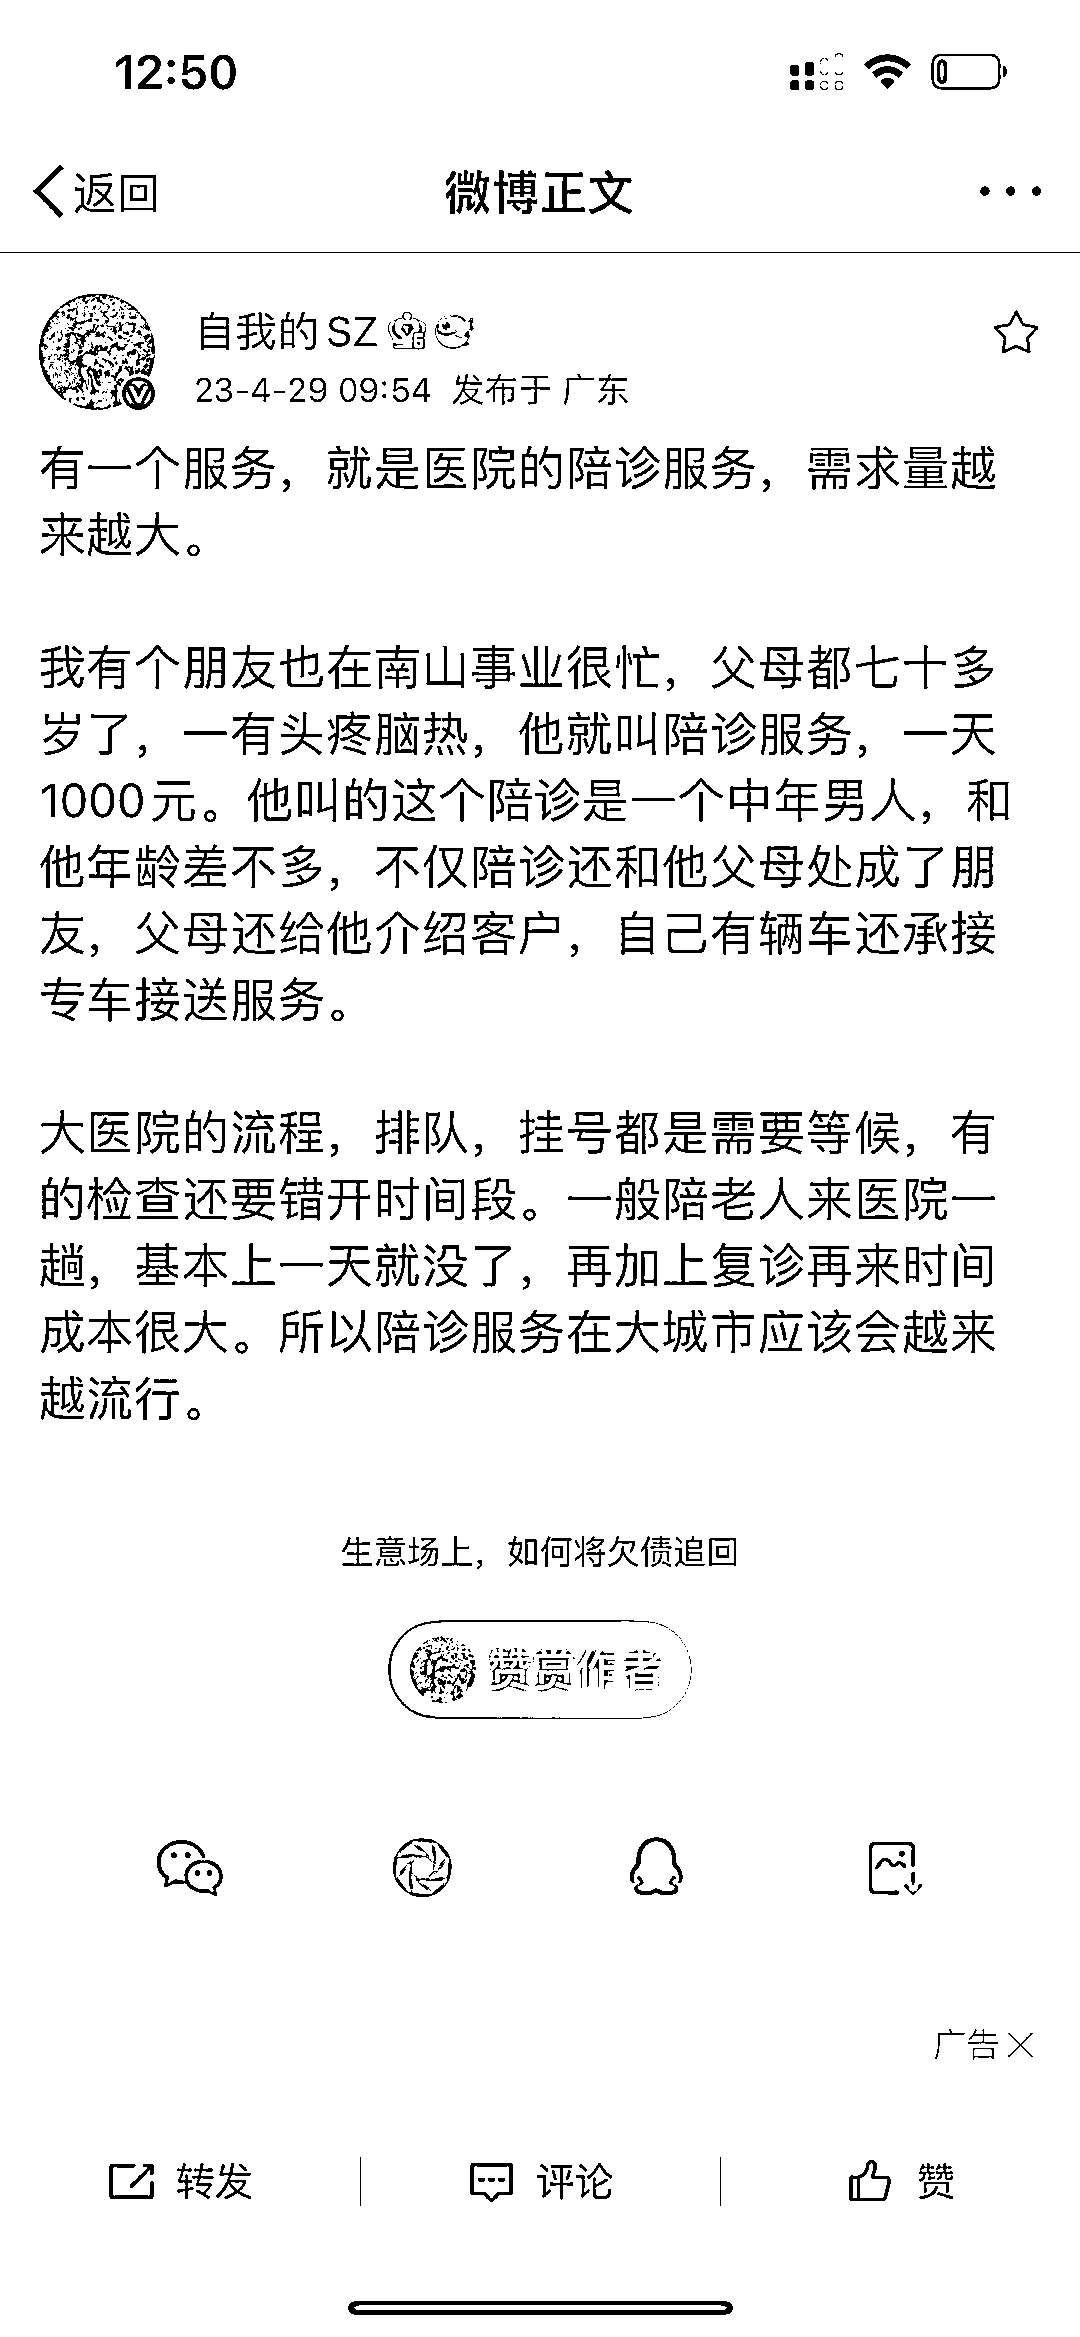 12:50
返回
微博正文
自我的SZ
23-4-29 09:54 发布于 广东
有一个服务，就是医院的陪诊服务，需求量越
来越大。
我有个朋友也在南山事业很忙，父母都七十多
岁了，一有头疼脑热，他就叫陪诊服务，一天
1000元。他叫的这个陪诊是一个中年男人，和
他年龄差不多，不仅陪诊还和他父母处成了朋
友，父母还给他介绍客户，自己有辆车还承接
专车接送服务。
大医院的流程，排队，挂号都是需要等候，有
的检查还要错开时间段。一般陪老人来医院一
趟，基本上一天就没了，再加上复诊再来时间
成本很大。所以陪诊服务在大城市应该会越来
越流行。
生意场上，如何将欠债追回
赞赏作者
广告
转发
评论
赞